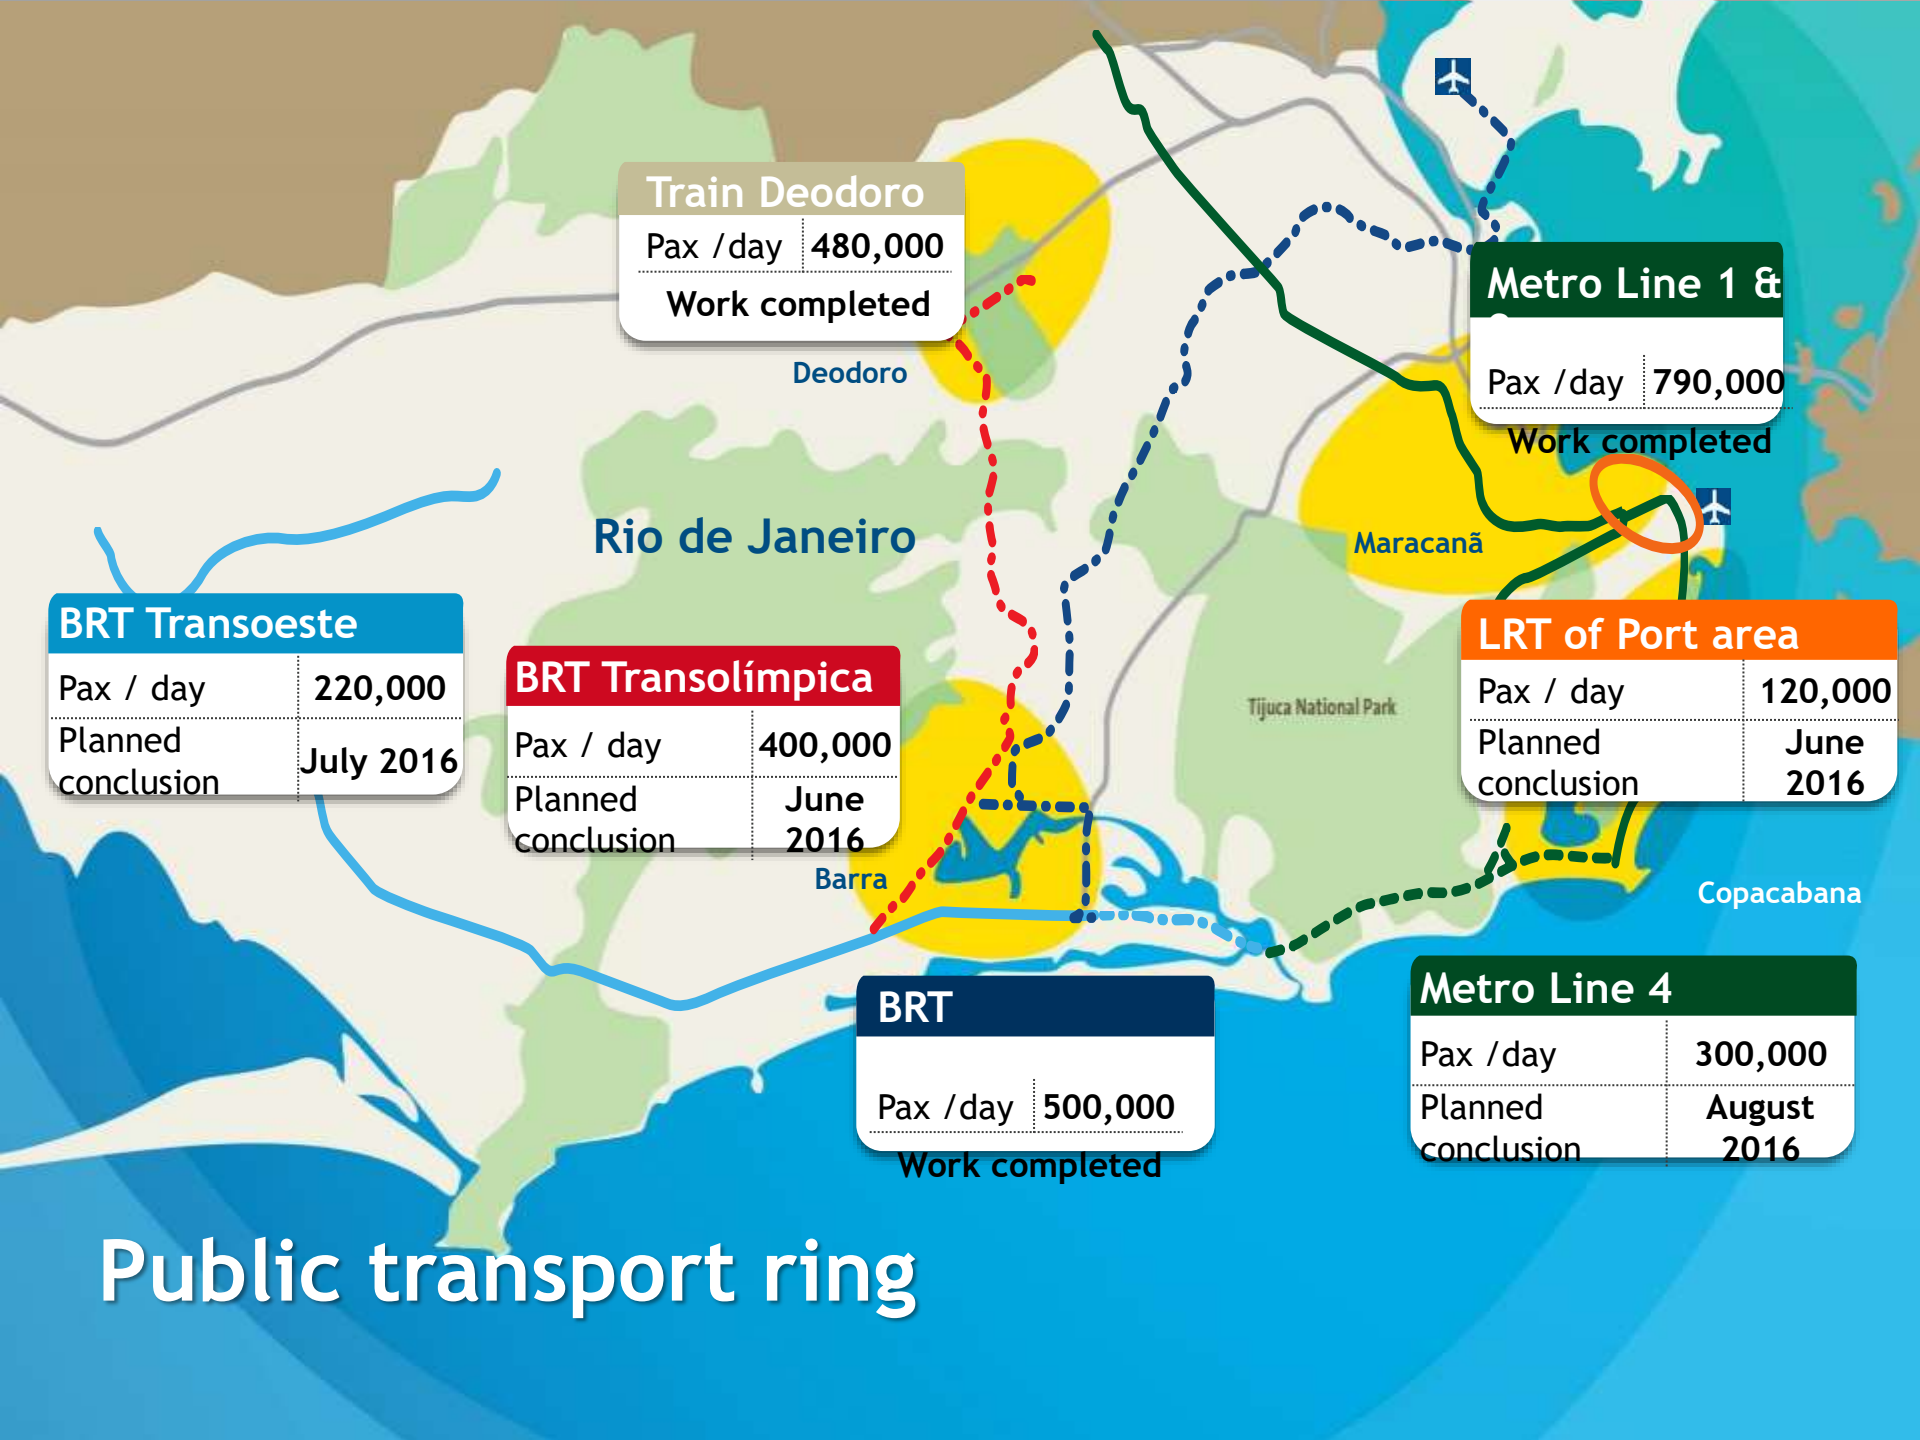 Train Deodoro
Pax /day 480,000
Work completed
Metro Line 1 &
Pax /day 790,000
Work completed
Deodoro
Rio de Janeiro
Maracanã
BRT Transoeste
Pax / day 220,000
Planned
conclusion
July 2016
BRT Transolímpica
Pax / day 400,000
Planned
conclusion
June
2016
LRT of Port area
Pax / day 120,000
Planned
conclusion
June
2016
Tijuca National Park
Barra
Copacabana
BRT
Pax /day 500,000
Work completed
Metro Line 4
Pax /day 300,000
Planned
conclusion
August
2016
Public transport ring